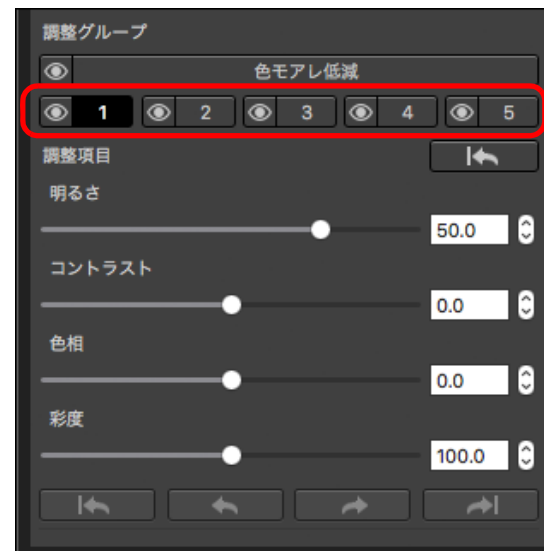 調整グループ
色モアレ低減
1 2 3 4 5
調整項目
明るさ
50.0
コントラスト
0.0
色相
0.0
彩度
100.0